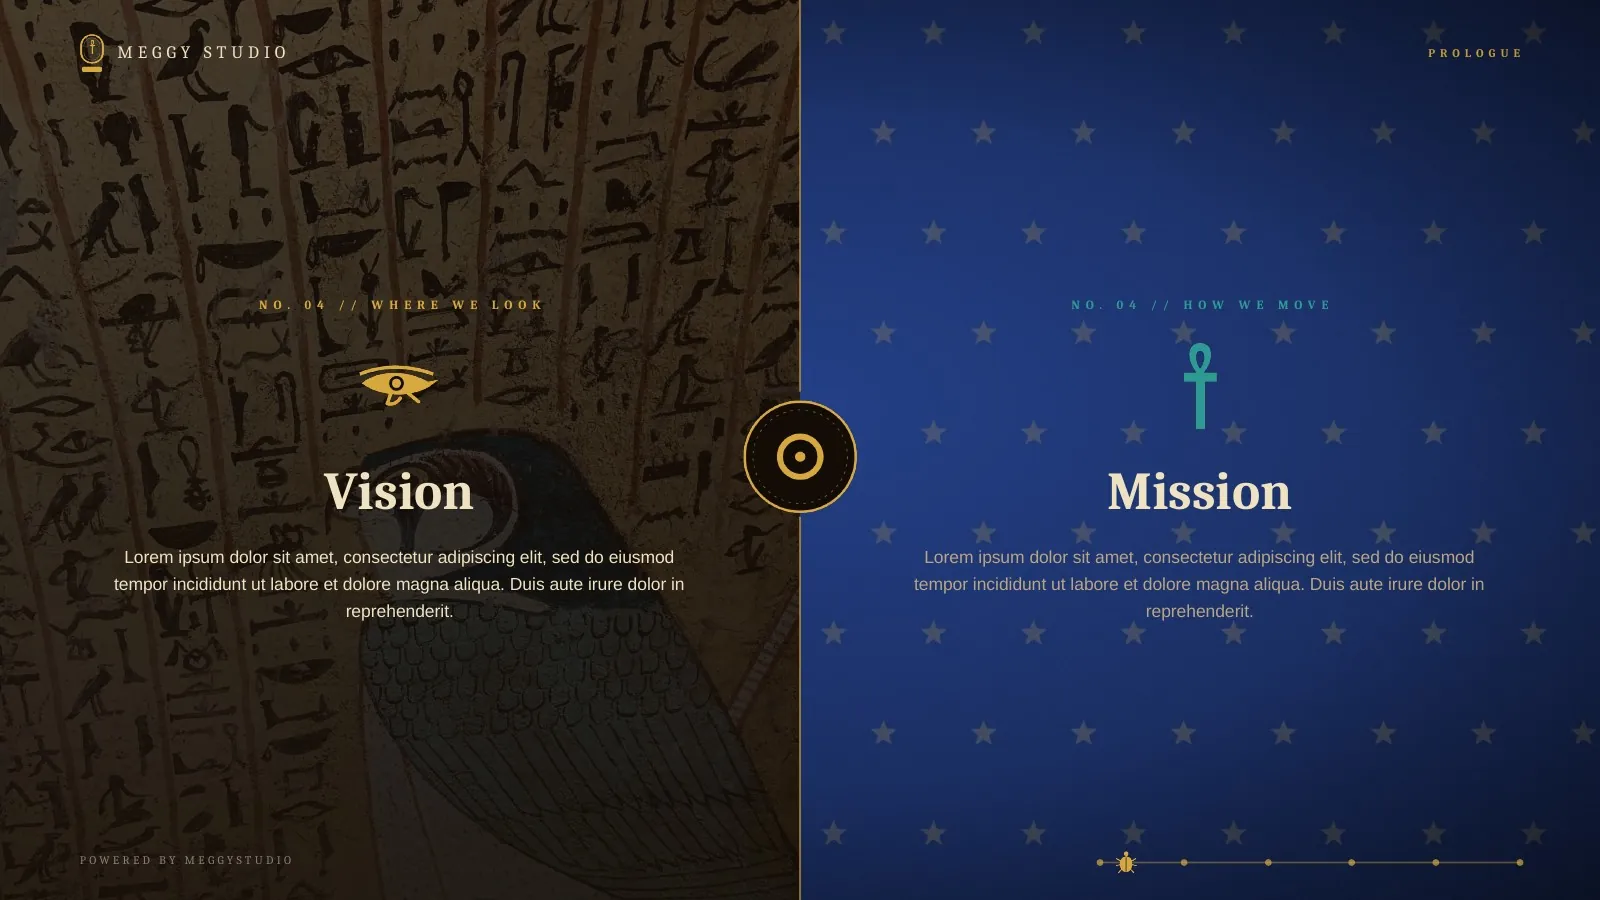 MEGGY STUDIO
PROLOGUE
NO. 04 // WHERE WE LOOK
Vision
Lorem ipsum dolor sit amet, consectetur adipiscing elit, sed do eiusmod
tempor incididunt ut labore et dolore magna aliqua. Duis aute irure dolor in
reprehenderit.
NO. 04 // HOW WE MOVE
Mission
Lorem ipsum dolor sit amet, consectetur adipiscing elit, sed do eiusmod
tempor incididunt ut labore et dolore magna aliqua. Duis aute irure dolor in
reprehenderit.
POWERED BY MEGGYSTUDIO